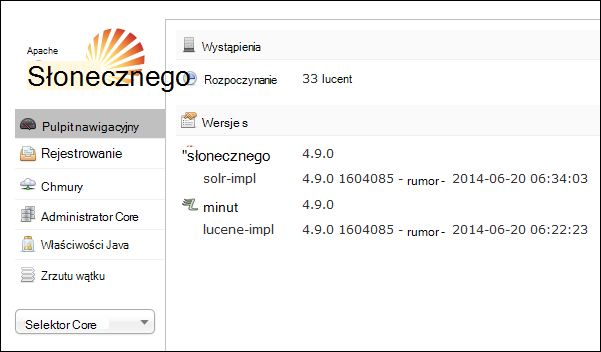 Apache
Słonecznego
Pulpit nawigacyjny
Rejestrowanie
Chmury
Administrator Core
Właściwości Java
Zrzutu wątku
Selektor Core
Wystąpienia
Rozpoczynanie 33 lucent
Wersje s
"słonecznego 4.9.0
solr-impl 4.9.0 1604085 - rumor - 2014-06-20 06:34:03
minut 4.9.0
lucene-impl 4.9.0 1604085 - rumor - 2014-06-20 06:22:23